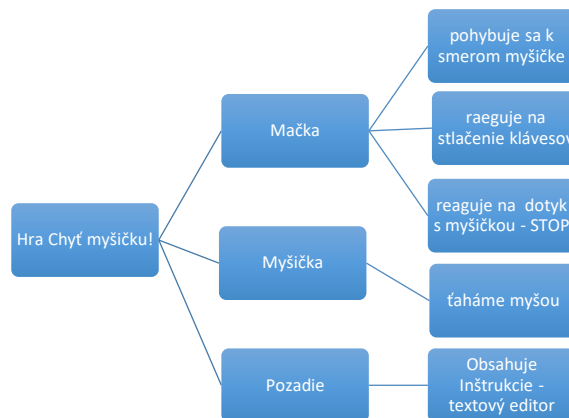 pohybuje sa k
smerom myšičke
Mačka
raeguje na
stlačenie klávesov
reaguje na dotyk
s myšičkou - STOP
Hra Chyť myšičku!
Myšička
ťaháme myšou
Pozadie
Obsahuje
Inštrukcie -
textový editor